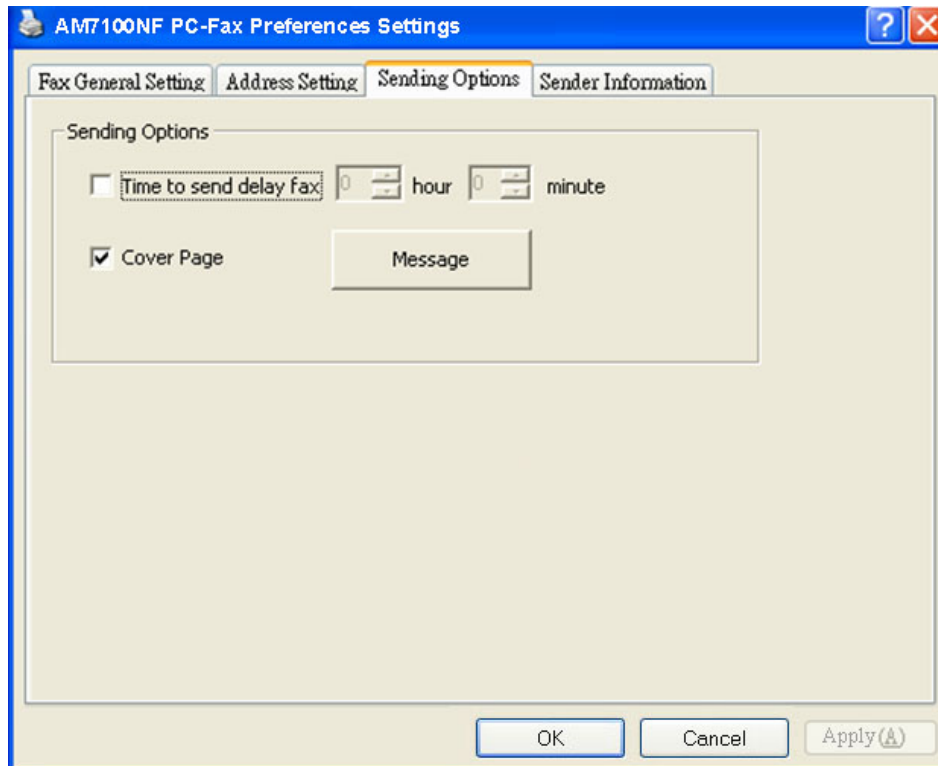 AM7100NF PC-Fax Preferences Settings
?
Fax General Setting Address Setting Sending Options Sender Information
Sending Options
Time to send delay fax 0 hour 0 minute
Cover Page Message
OK Cancel Apply(A)